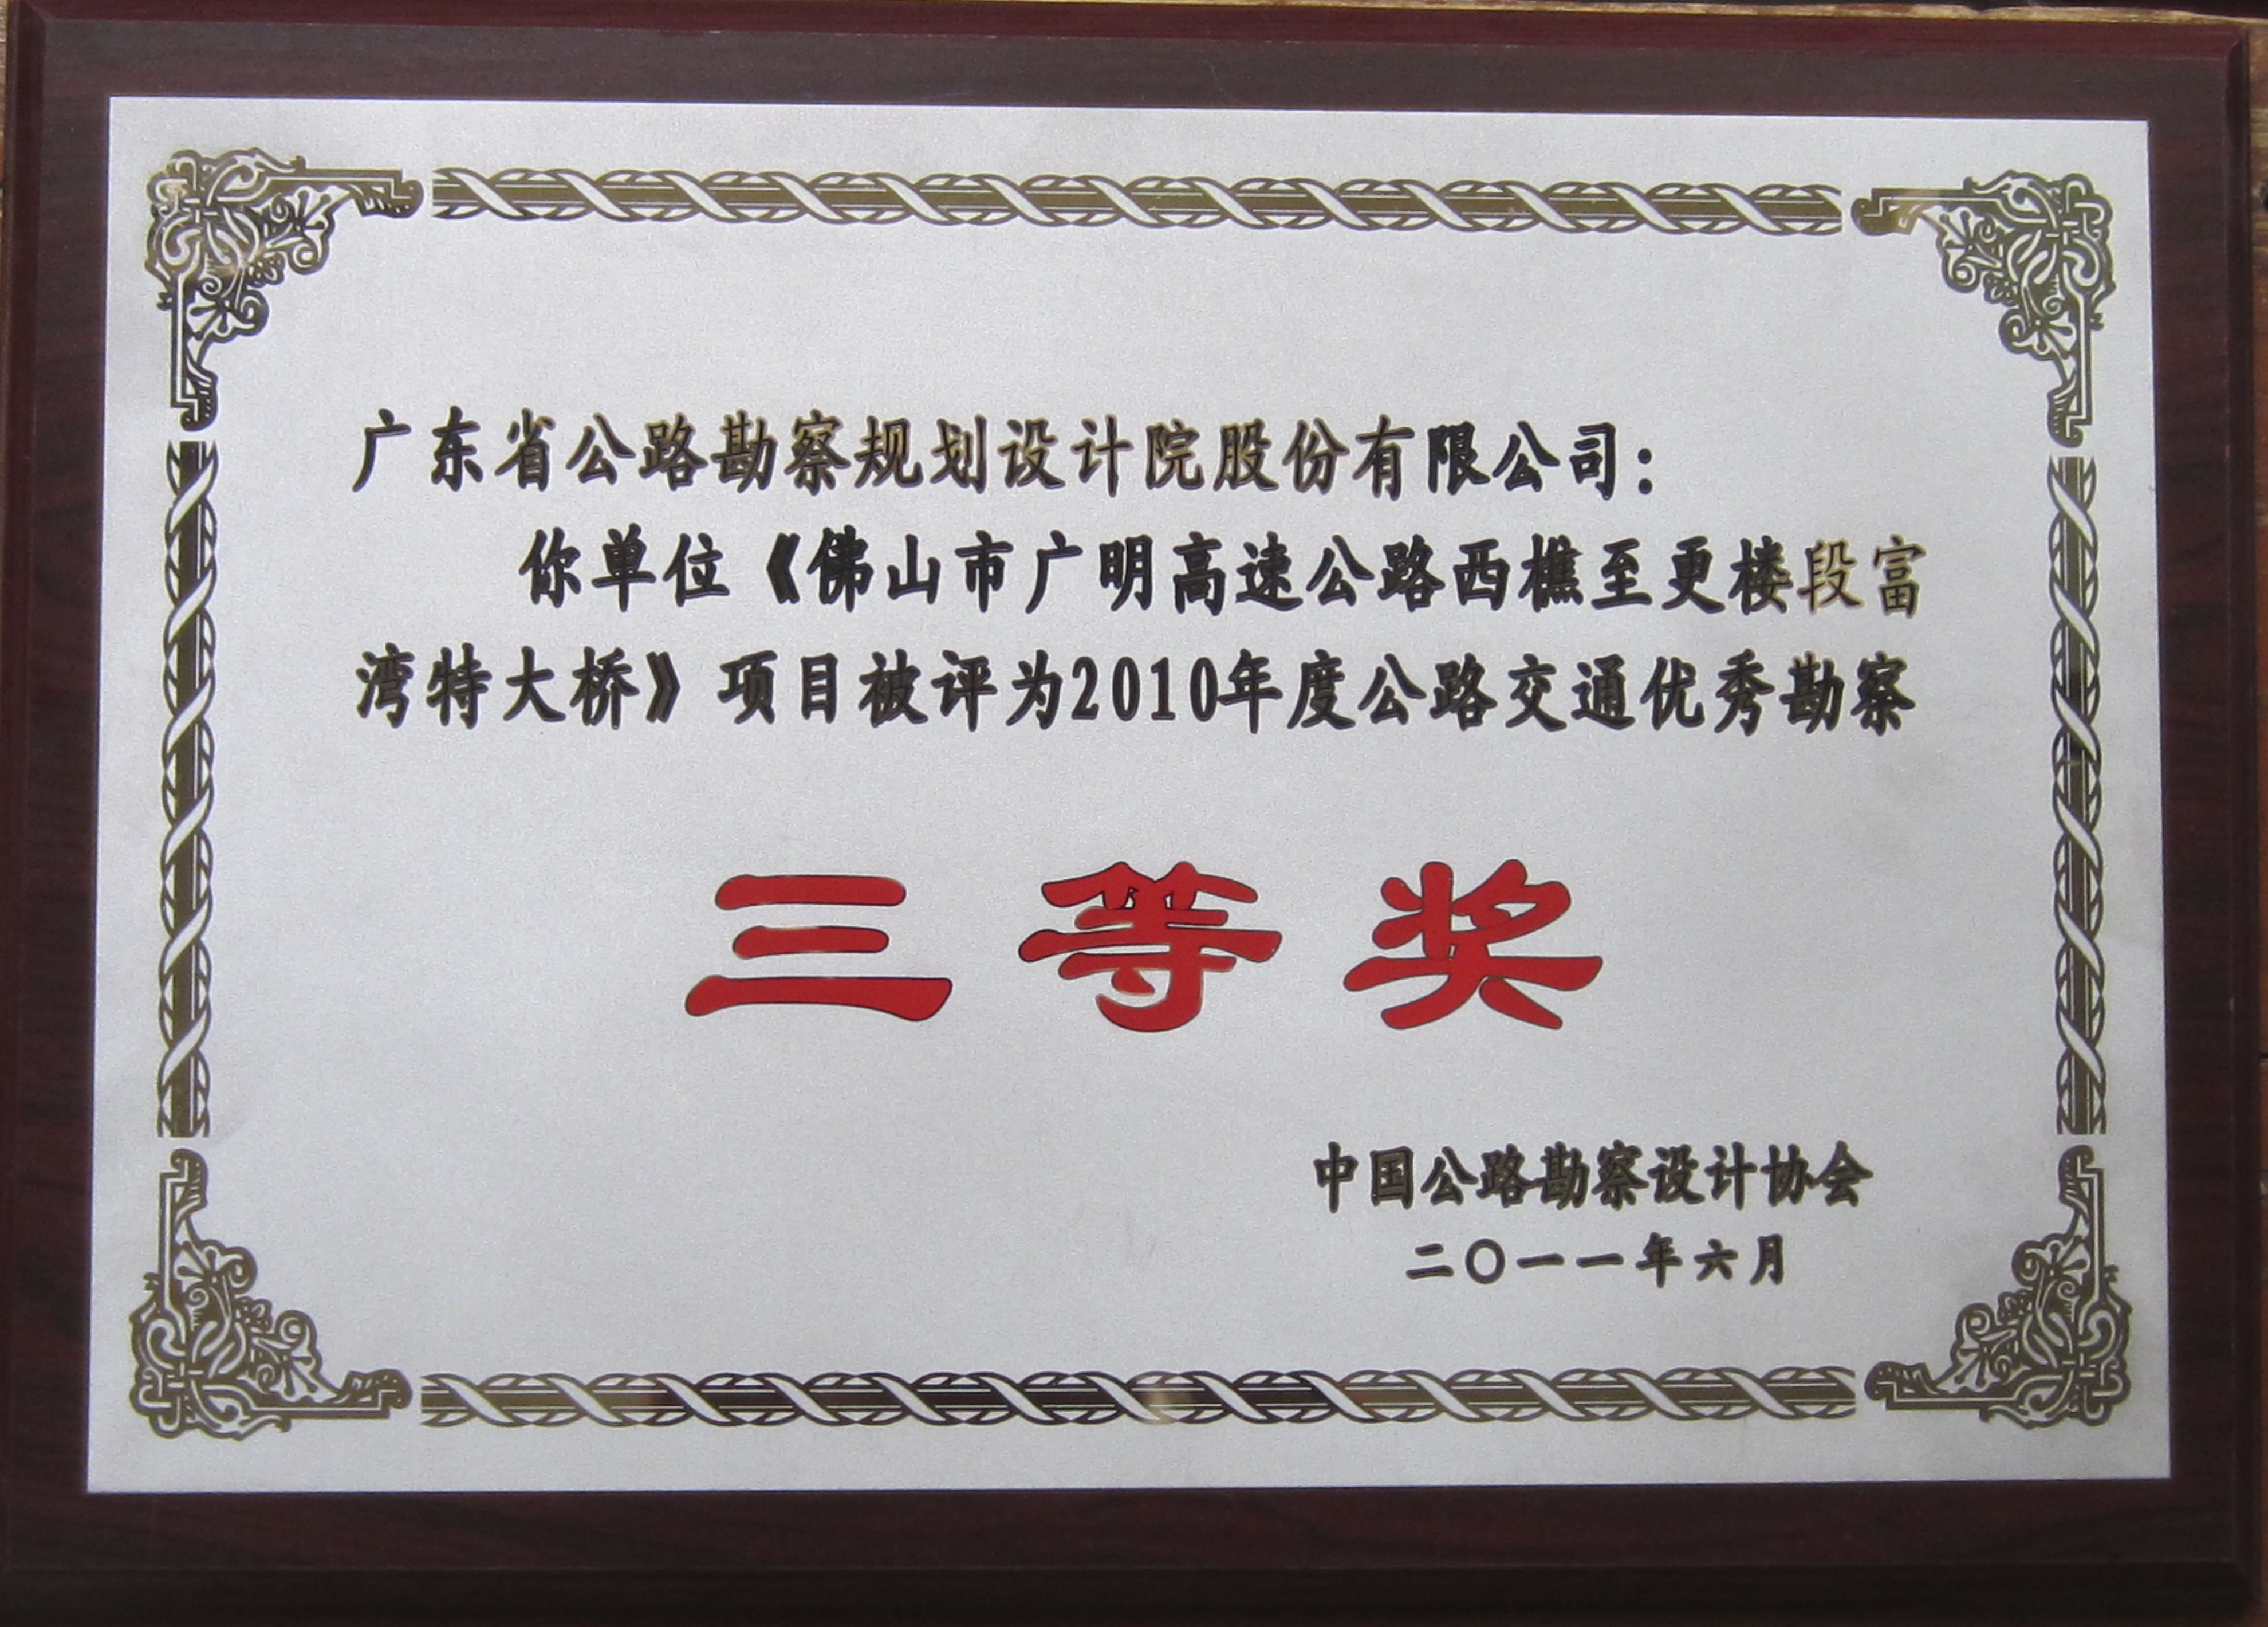 广东省公路勘察规划设计院股份有限公司：
你单位《佛山市广明高速公路西樵至更楼段富
湾特大桥》项目被评为2010年度公路交通优秀勘察
三等奖
中国公路勘察设计协会
二〇一一年六月